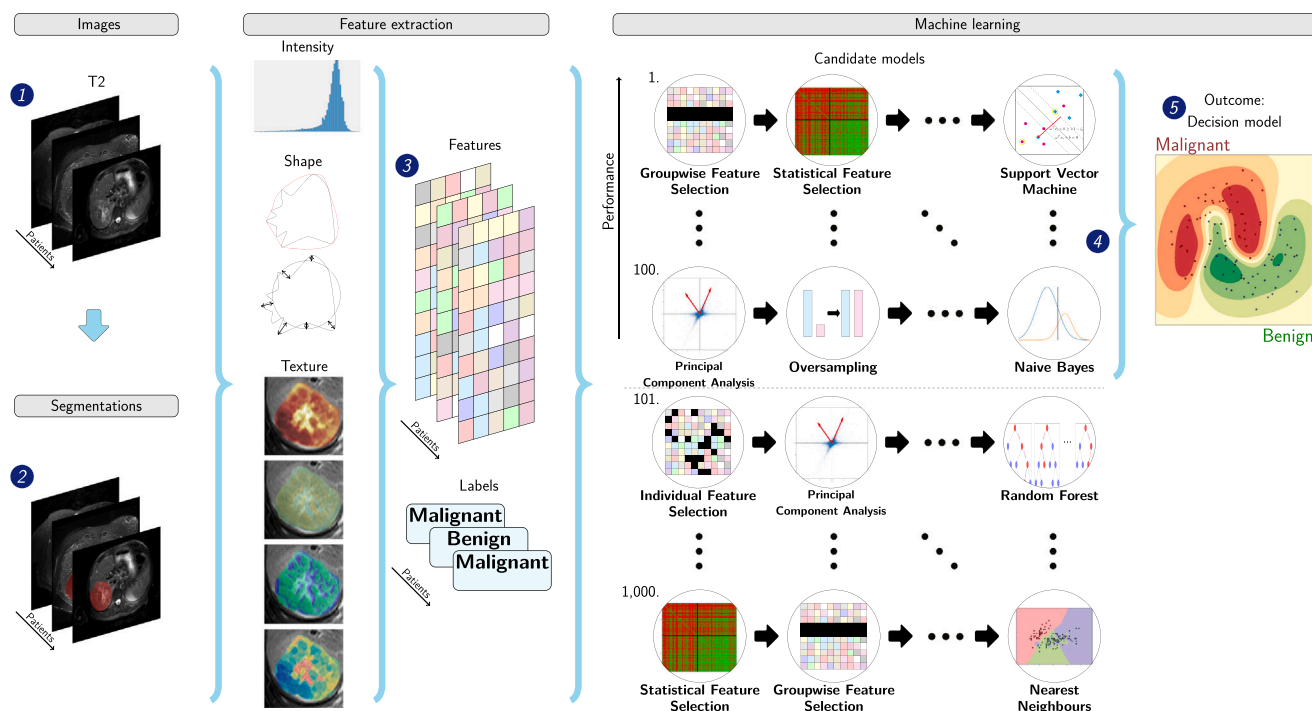 Images
Feature extraction
Machine learning
1
T2
Patients
Segmentations
2
Patients
Intensity
Shape
Texture
3
Features
Patients
Labels
Malignant
Benign
Malignant
Patients
Candidate models
Performance
1.
Groupwise Feature
Selection
Statistical Feature
Selection
Support Vector
Machine
4
100.
Principal
Component Analysis
Oversampling
Naive Bayes
101.
Individual Feature
Selection
Principal
Component Analysis
Random Forest
1,000.
Statistical Feature
Selection
Groupwise Feature
Selection
Nearest
Neighbours
5
Outcome:
Decision model
Malignant
Benign